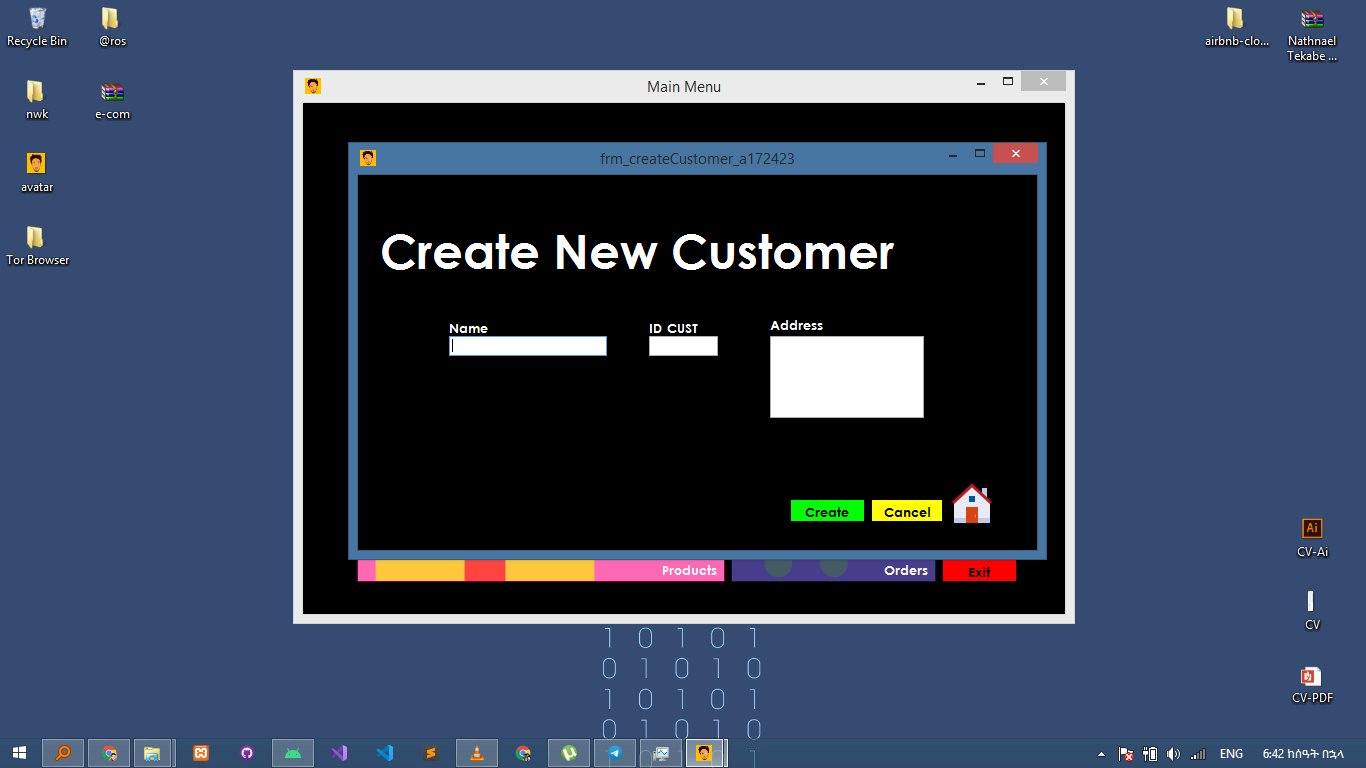 Recycle Bin
@ros
airbnb-clo...
Nathnael
Tekabe ...
nwk
e-com
avatar
Tor Browser
Main Menu
frm_createCustomer_a172423
Create New Customer
Name
ID CUST
Address
Create
Cancel
Products
Orders
Exit
Ai
CV-Ai
CV
CV-PDF
1 0 1 0 1
0 1 0 1 0
1 0 1 0 1
0 1 0 1 0
ENG
6:42 ከሰዓት በኋላ